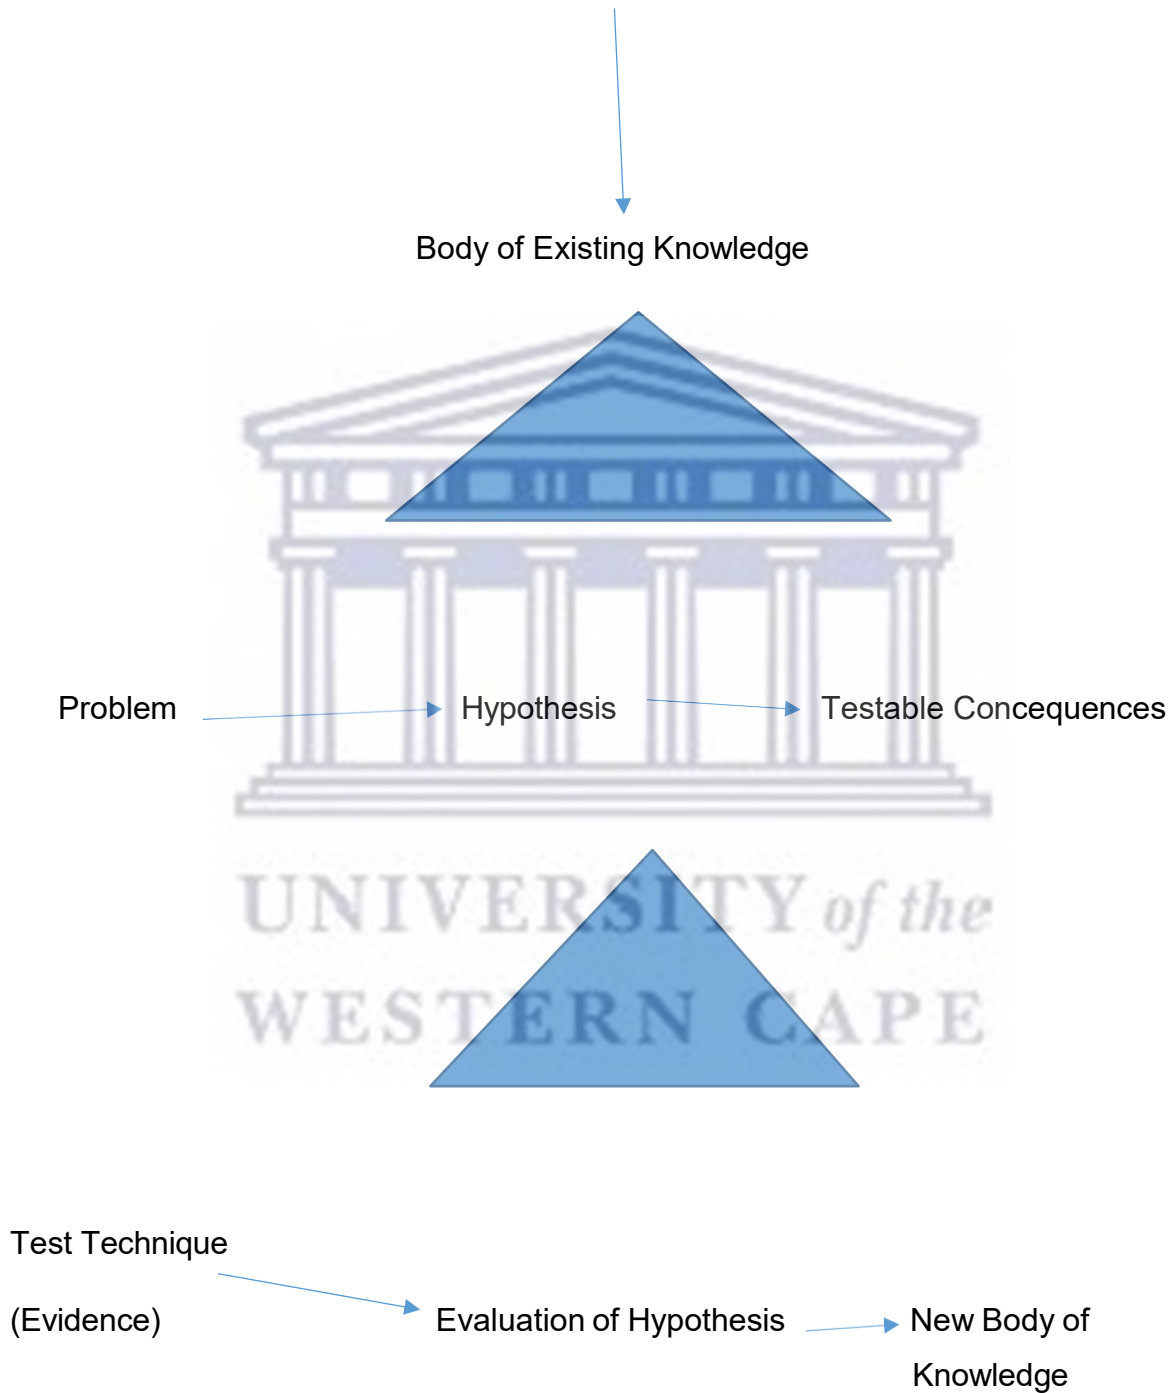 Body of Existing Knowledge
Problem Hypothesis Testable Concequences
UNIVERSITY of the
WESTERN CAPE
Test Technique
(Evidence) Evaluation of Hypothesis New Body of
Knowledge